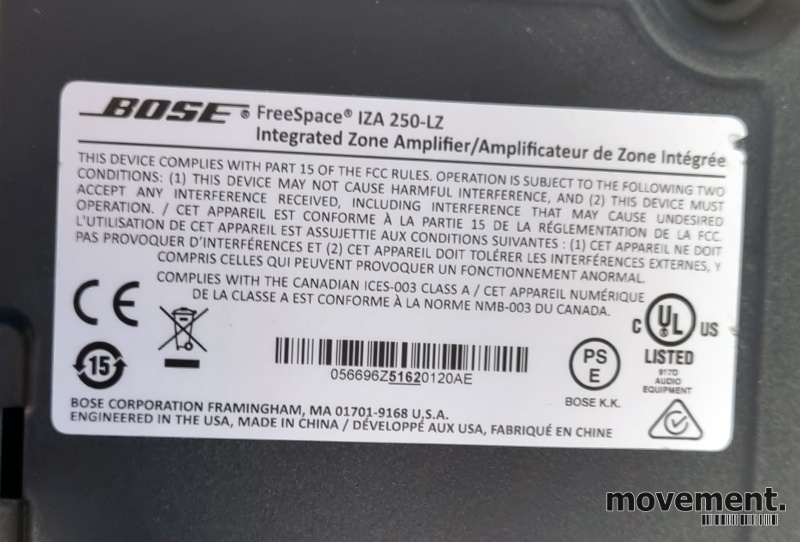 BOSE® FreeSpace® IZA 250-LZ
Integrated Zone Amplifier/Amplificateur de Zone Intégrée
THIS DEVICE COMPLIES WITH PART 15 OF THE FCC RULES. OPERATION IS SUBJECT TO THE FOLLOWING TWO
CONDITIONS: (1) THIS DEVICE MAY NOT CAUSE HARMFUL INTERFERENCE, AND (2) THIS DEVICE MUST
ACCEPT ANY INTERFERENCE RECEIVED, INCLUDING INTERFERENCE THAT MAY CAUSE UNDESIRED
OPERATION. / CET APPAREIL EST CONFORME À LA PARTIE 15 DE LA RÉGLEMENTATION DE LA FCC.
L'UTILISATION DE CET APPAREIL EST ASSUJETTIE AUX CONDITIONS SUIVANTES : (1) CET APPAREIL NE DOIT
PAS PROVOQUER D'INTERFÉRENCES ET (2) CET APPAREIL DOIT TOLÉRER LES INTERFÉRENCES EXTERNES, Y
COMPRIS CELLES QUI PEUVENT PROVOQUER UN FONCTIONNEMENT ANORMAL.
COMPLIES WITH THE CANADIAN ICES-003 CLASS A / CET APPAREIL NUMÉRIQUE
DE LA CLASSE A EST CONFORME À LA NORME NMB-003 DU CANADA.
CE
15
056696Z51620120AE
PS
E
BOSE K.K.
C UL US
LISTED
917D
AUDIO
EQUIPMENT
BOSE CORPORATION FRAMINGHAM, MA 01701-9168 U.S.A.
ENGINEERED IN THE USA, MADE IN CHINA / DÉVELOPPÉ AUX USA, FABRIQUÉ EN CHINE
movement.